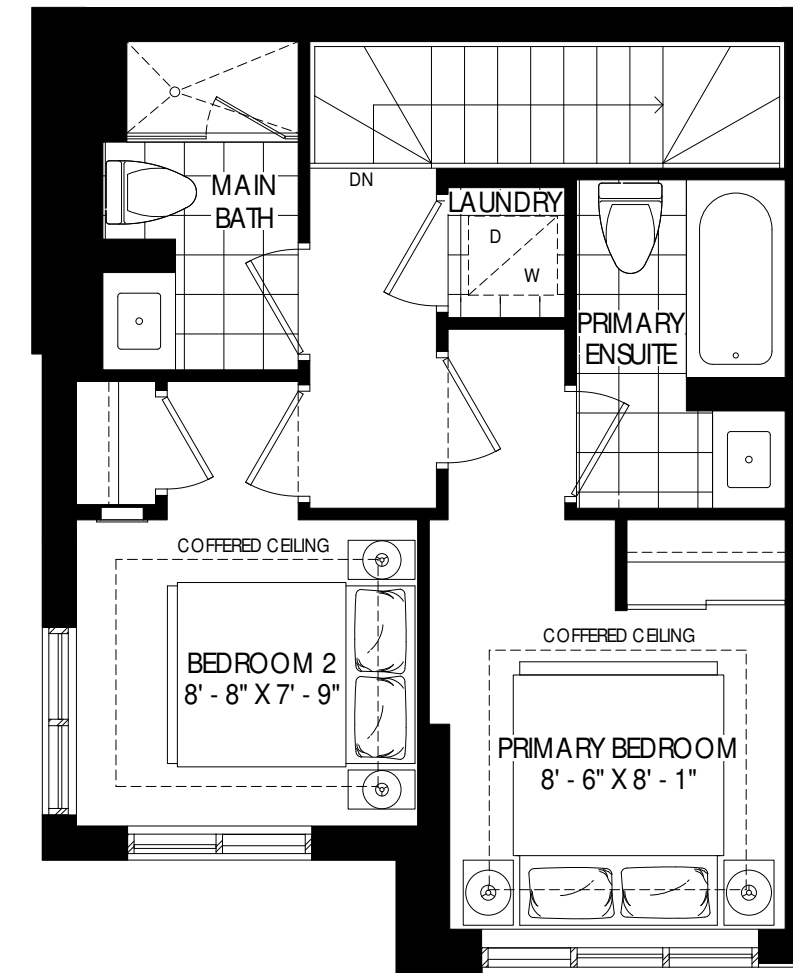 MAIN
BATH
DN
LAUNDRY
D
W
PRIMARY
ENSUITE
COFFERED CEILING
BEDROOM 2
8' - 8" X 7' - 9"
COFFERED CEILING
PRIMARY BEDROOM
8' - 6" X 8' - 1"